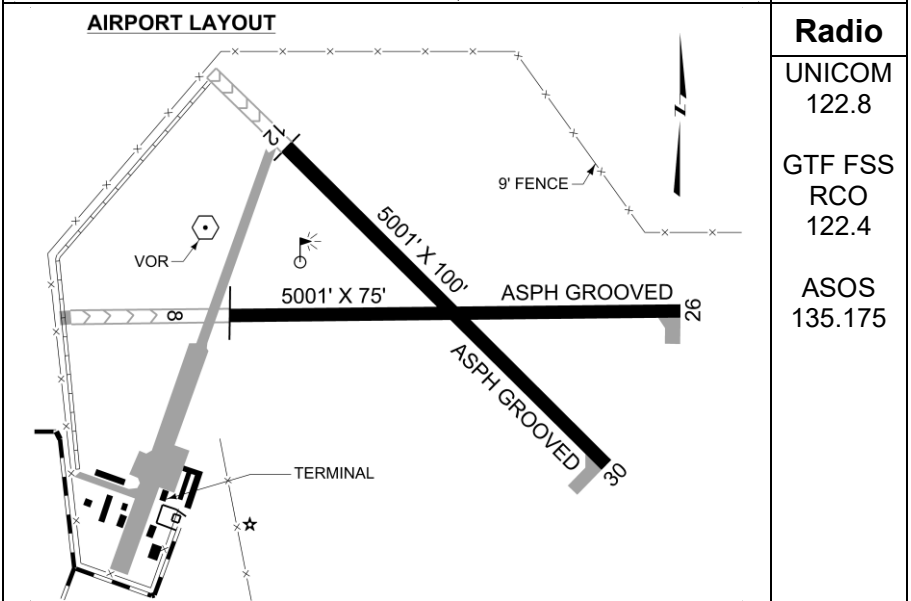 AIRPORT LAYOUT
12
9' FENCE
VOR
5001' X 100'
5001' X 75'
ASPH GROOVED
8
26
ASPH GROOVED
30
TERMINAL
Z
Radio
UNICOM
122.8
GTF FSS
RCO
122.4
ASOS
135.175